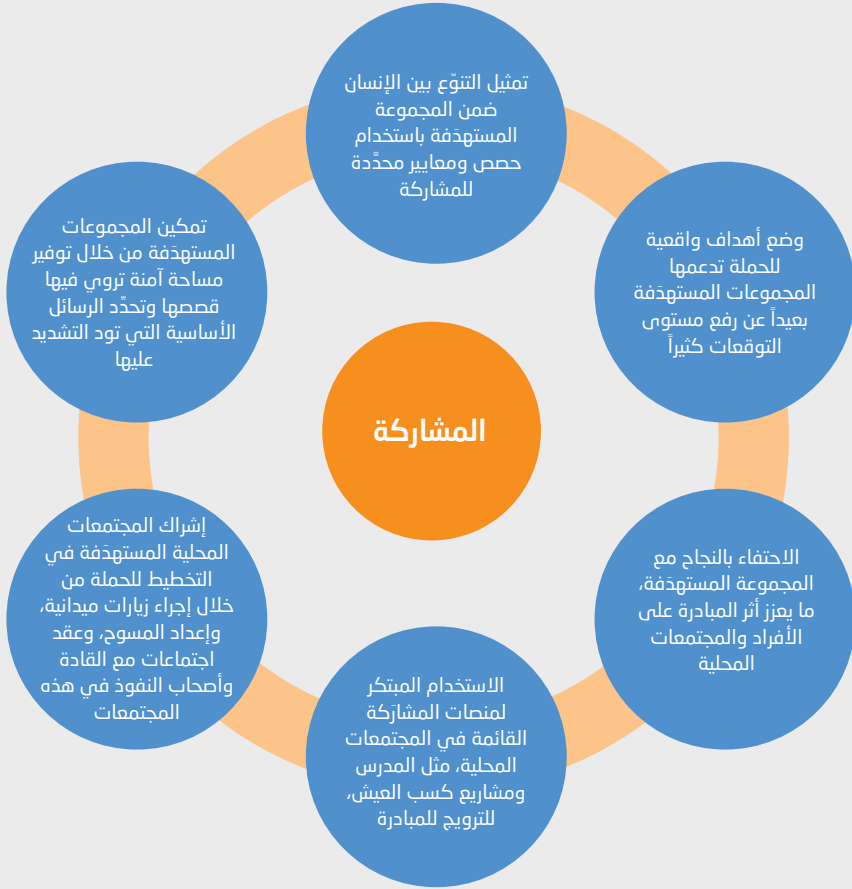 تمثيل التنوّع بين الإنسان
ضمن المجموعة
المستهدَفة باستخدام
حصص ومعايير محدَّدة
للمشاركة
وضع أهداف واقعية
للحملة تدعمها
المجموعات المستهدَفة
بعيداً عن رفع مستوى
التوقعات كثيراً
الاحتفاء بالنجاح مع
المجموعة المستهدَفة،
ما يعزز أثر المبادرة على
الأفراد والمجتمعات
المحلية
الاستخدام المبتكر
لمنصات المشارَكة
القائمة في المجتمعات
المحلية، مثل المدرس
ومشاريع كسب العيش،
للترويج للمبادرة
إشراك المجتمعات
المحلية المستهدَفة في
التخطيط للحملة من
خلال إجراء زيارات ميدانية،
وإعداد المسوح، وعقد
اجتماعات مع القادة
وأصحاب النفوذ في هذه
المجتمعات
تمكين المجموعات
المستهدَفة من خلال توفير
مساحة آمنة تروي فيها
قصصها وتحدِّد الرسائل
الأساسية التي تود التشديد
عليها
المشاركة